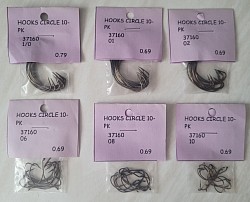 HOOKS CIRCLE 10-
PK
37160
1/0
0.79
HOOKS CIRCLE 10-
PK
37160
01
0.69
HOOKS CIRCLE 10-
PK
37160
02
0.69
HOOKS CIRCLE 10-
PK
37160
06
0.69
HOOKS CIRCLE 10-
PK
37160
08
0.69
HOOKS CIRCLE 10-
PK
37160
10
0.69